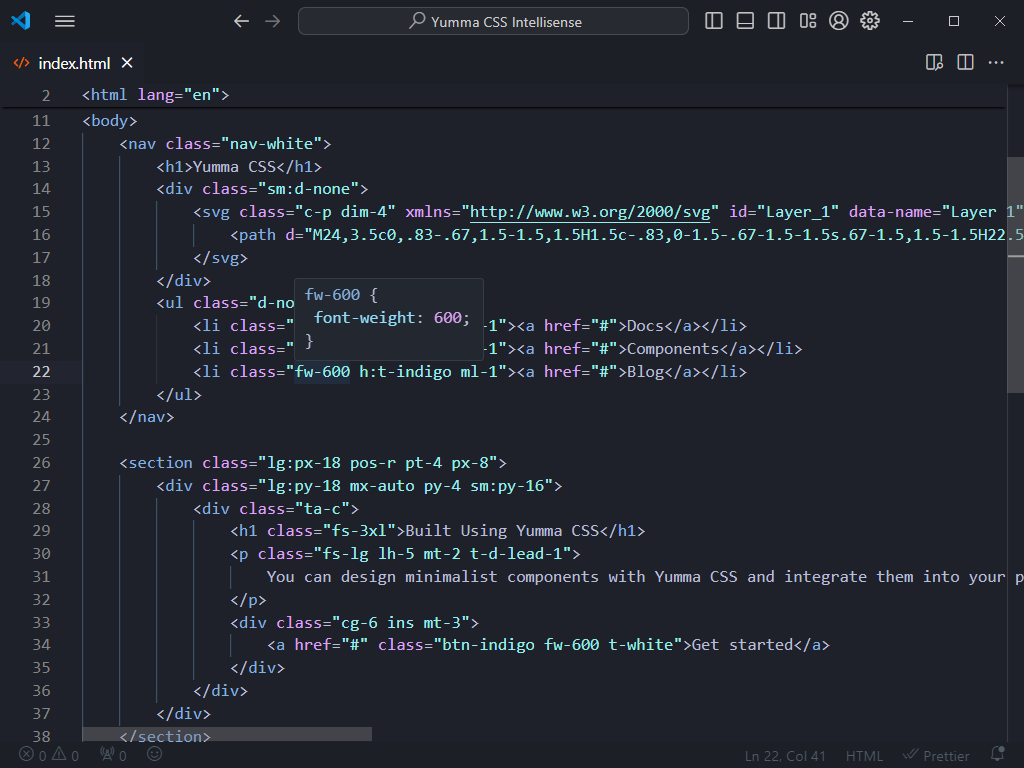 Yumma CSS Intellisense
index.html
2 <html lang="en">
11 <body>
12 <nav class="nav-white">
13 <h1>Yumma CSS</h1>
14 <div class="sm:d-none">
15 <svg class="c-p dim-4" xmlns="http://www.w3.org/2000/svg" id="Layer_1" data-name="Layer 1"
16 <path d="M24,3.5c0,.83-.67,1.5-1.5,1.5H1.5c-.83,0-1.5-.67-1.5-1.5s.67-1.5,1.5-1.5H22.5
17 </svg>
18 </div>
19 <ul class="d-no
fw-600 {
font-weight: 600;
}
20 <li class=" -1"><a href="#">Docs</a></li>
21 <li class=" -1"><a href="#">Components</a></li>
22 <li class="fw-600 h:t-indigo ml-1"><a href="#">Blog</a></li>
23 </ul>
24 </nav>
25
26 <section class="lg:px-18 pos-r pt-4 px-8">
27 <div class="lg:py-18 mx-auto py-4 sm:py-16">
28 <div class="ta-c">
29 <h1 class="fs-3xl">Built Using Yumma CSS</h1>
30 <p class="fs-lg lh-5 mt-2 t-d-lead-1">
31 You can design minimalist components with Yumma CSS and integrate them into your p
32 </p>
33 <div class="cg-6 ins mt-3">
34 <a href="#" class="btn-indigo fw-600 t-white">Get started</a>
35 </div>
36 </div>
37 </div>
38 </section>
0 0 0 Ln 22, Col 41 HTML Prettier